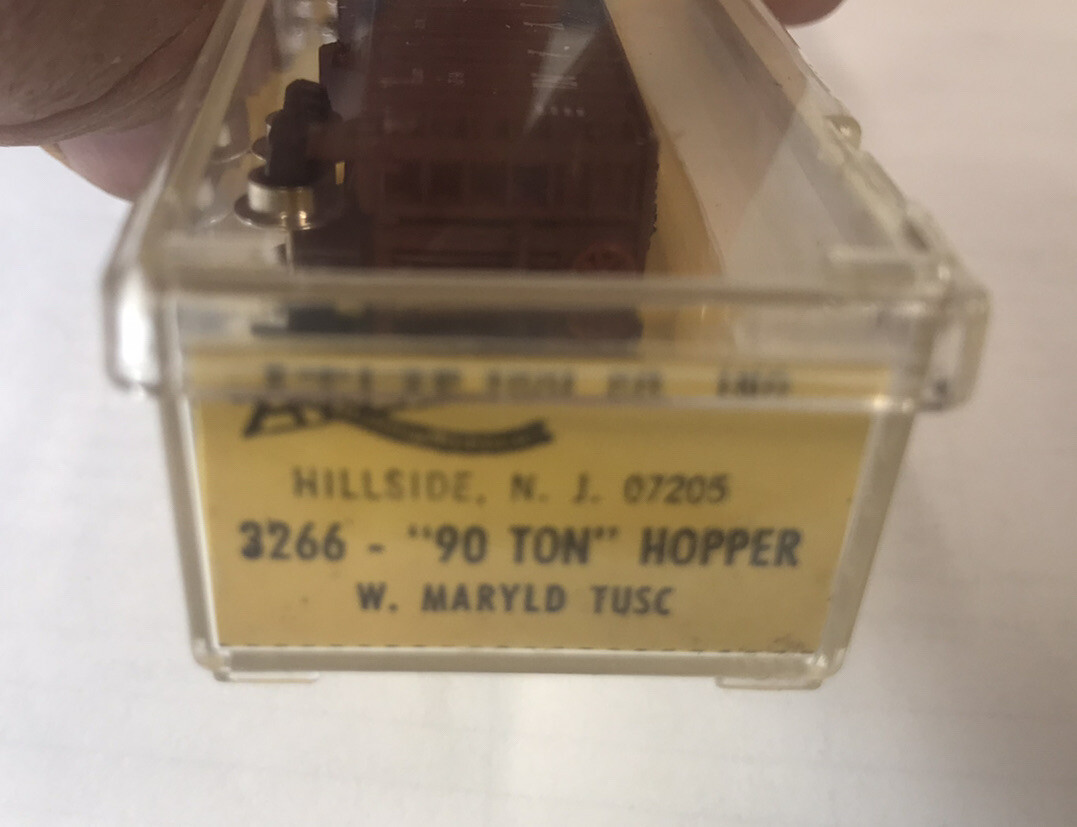 HILLSIDE, N. J. 07205
3266 - "90 TON" HOPPER
W. MARYLD TUSC